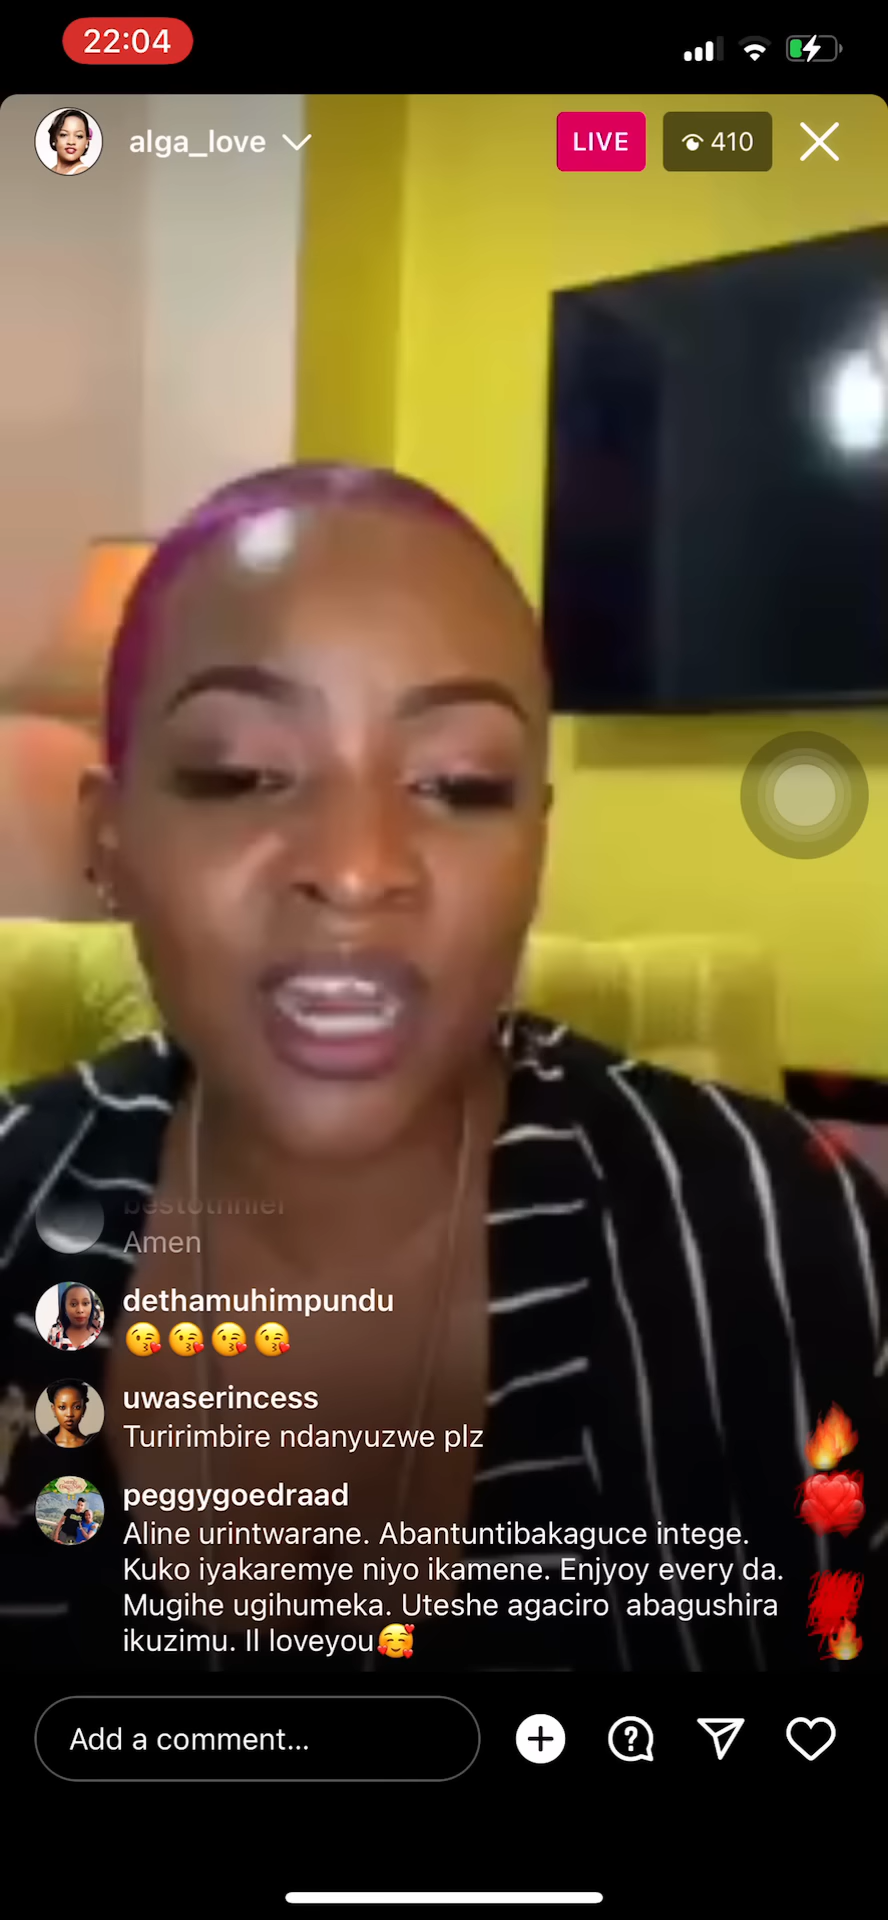 22:04
alga_love
LIVE
410
bestothniel
Amen
dethamuhimpundu
😘😘😘😘
uwaserincess
Turirimbire ndanyuzwe plz
peggygoedraad
Aline urintwarane. Abantuntibakaguce intege.
Kuko iyakaremye niyo ikamene. Enjyoy every da.
Mugihe ugihumeka. Uteshe agaciro  abagushira
ikuzimu. Il loveyou🥰
Add a comment...